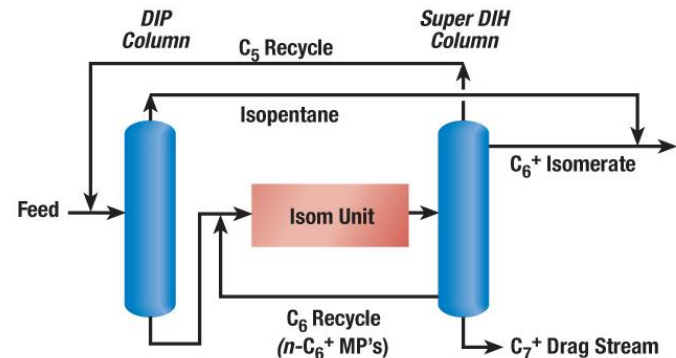 DIP
Column
Super DIH
Column
C₅ Recycle
Isopentane
C₆⁺ Isomerate
Feed
Isom Unit
C₆ Recycle
(n-C₆⁺ MP's)
C₇⁺ Drag Stream